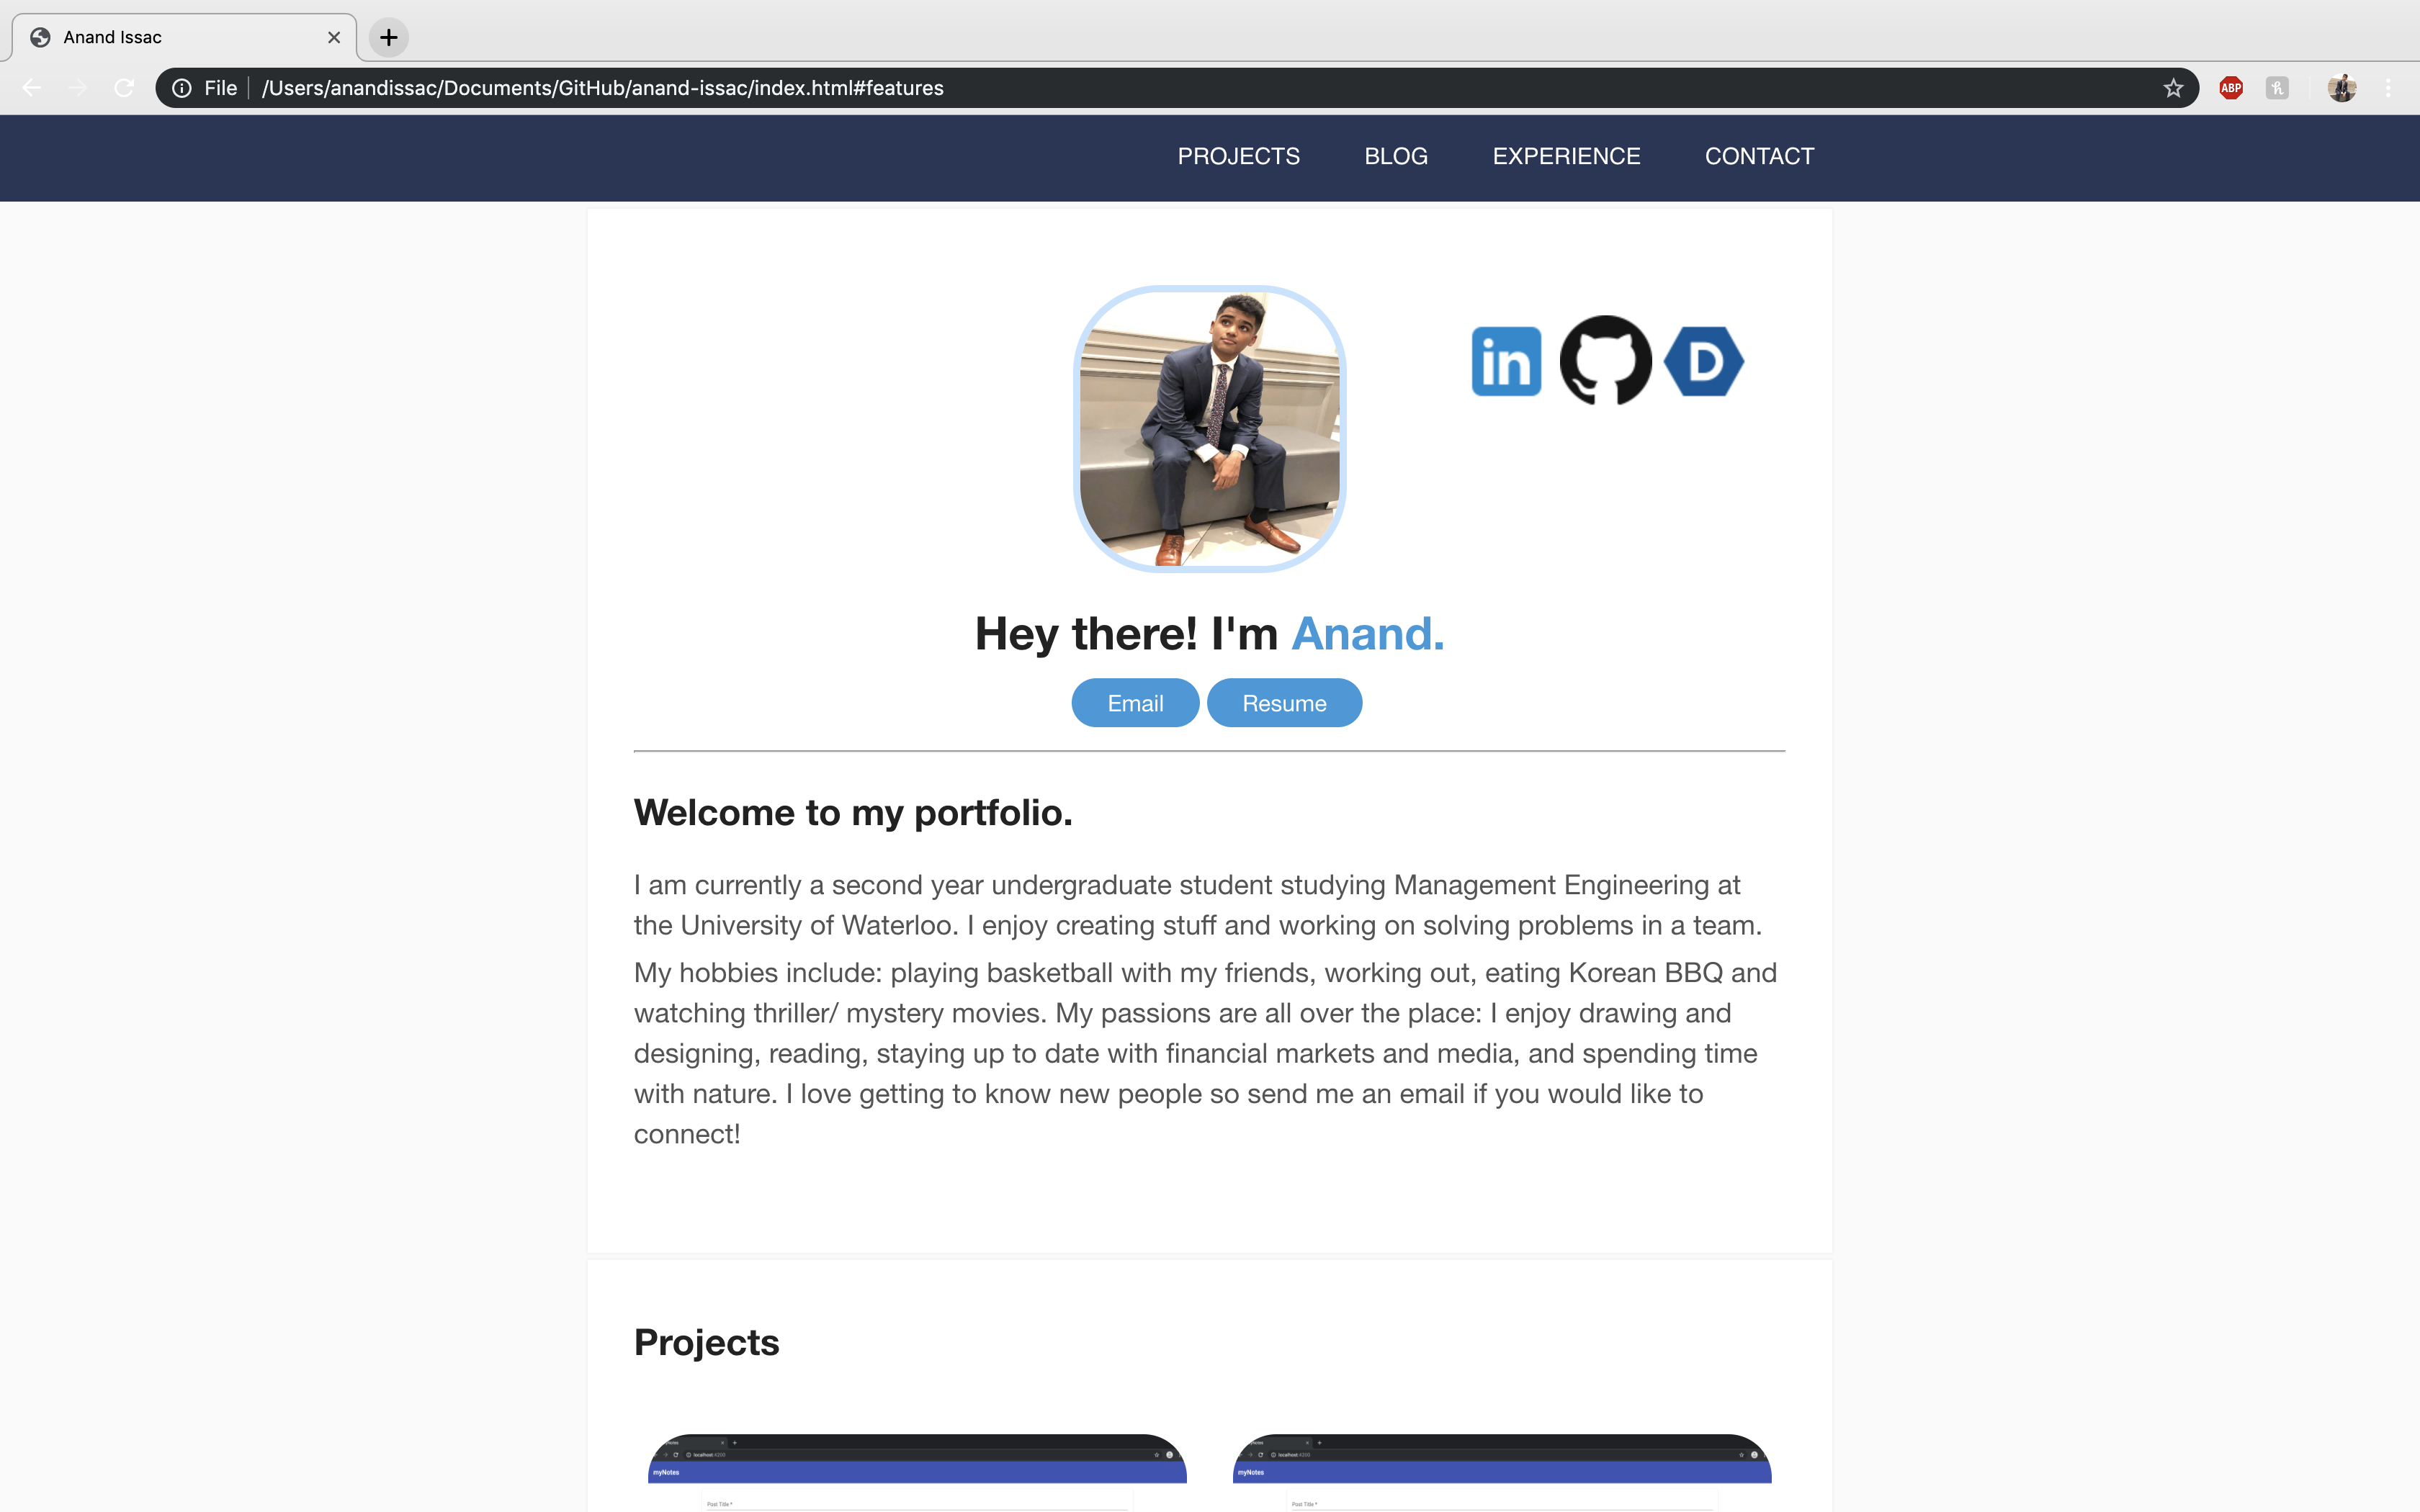 Anand Issac
File
/Users/anandissac/Documents/GitHub/anand-issac/index.html#features
ABP
PROJECTS BLOG EXPERIENCE CONTACT
in
D
Hey there! I'm Anand.
Email Resume
Welcome to my portfolio.
I am currently a second year undergraduate student studying Management Engineering at
the University of Waterloo. I enjoy creating stuff and working on solving problems in a team.
My hobbies include: playing basketball with my friends, working out, eating Korean BBQ and
watching thriller/ mystery movies. My passions are all over the place: I enjoy drawing and
designing, reading, staying up to date with financial markets and media, and spending time
with nature. I love getting to know new people so send me an email if you would like to
connect!
Projects
localhost:4200 localhost:4200
myNotes myNotes
Post Title * Post Title *